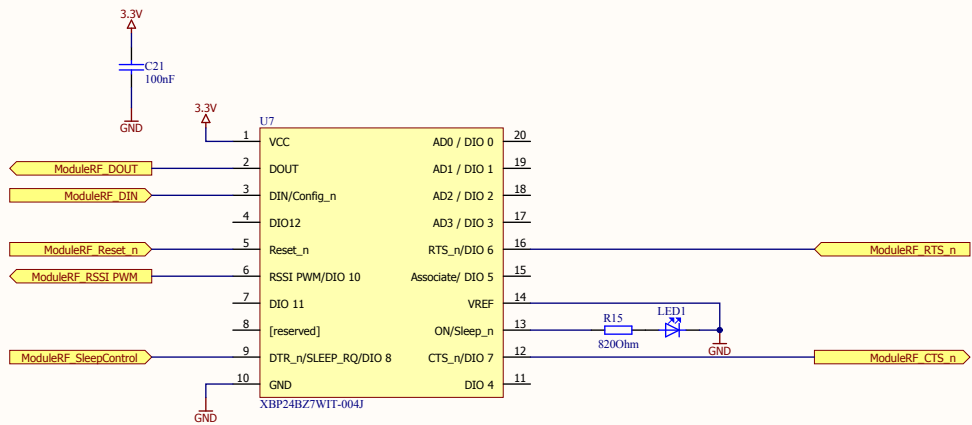 3.3V
C21
100nF
GND
3.3V
U7
1 VCC AD0 / DIO 0 20
ModuleRF_DOUT 2 DOUT AD1 / DIO 1 19
ModuleRF_DIN 3 DIN/Config_n AD2 / DIO 2 18
4 DIO12 AD3 / DIO 3 17
ModuleRF_Reset_n 5 Reset_n RTS_n/DIO 6 16 ModuleRF_RTS_n
ModuleRF_RSSI PWM 6 RSSI PWM/DIO 10 Associate/ DIO 5 15
7 DIO 11 VREF 14
R15 LED1
8 [reserved] ON/Sleep_n 13
820Ohm GND
ModuleRF_SleepControl 9 DTR_n/SLEEP_RQ/DIO 8 CTS_n/DIO 7 12 ModuleRF_CTS_n
10 GND DIO 4 11
XBP24BZ7WIT-004J
GND